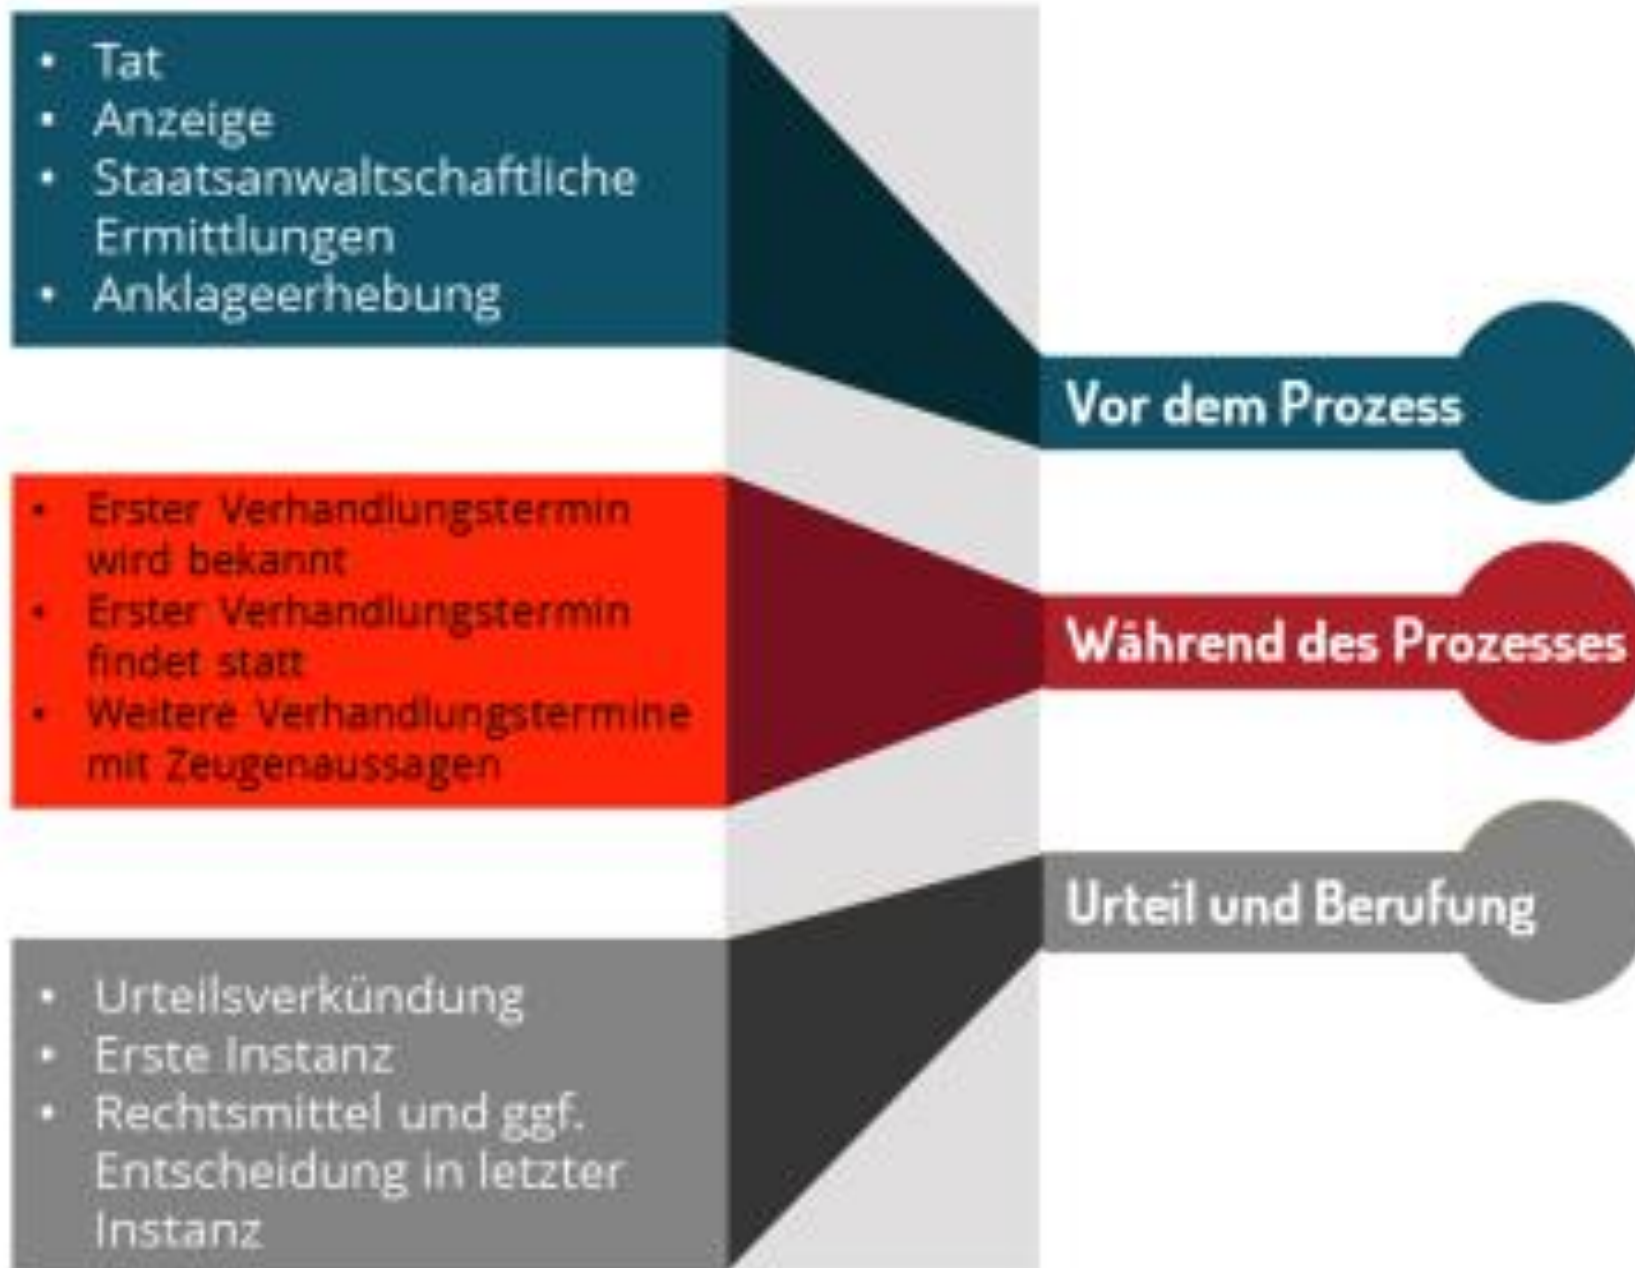 • Tat
• Anzeige
• Staatsanwaltschaftliche
Ermittlungen
• Anklageerhebung
Vor dem Prozess
• Erster Verhandlungstermin
wird bekannt
• Erster Verhandlungstermin
findet statt
• Weitere Verhandlungstermine
mit Zeugenaussagen
Während des Prozesses
• Urteilsverkündung
• Erste Instanz
• Rechtsmittel und ggf.
Entscheidung in letzter
Instanz
Urteil und Berufung